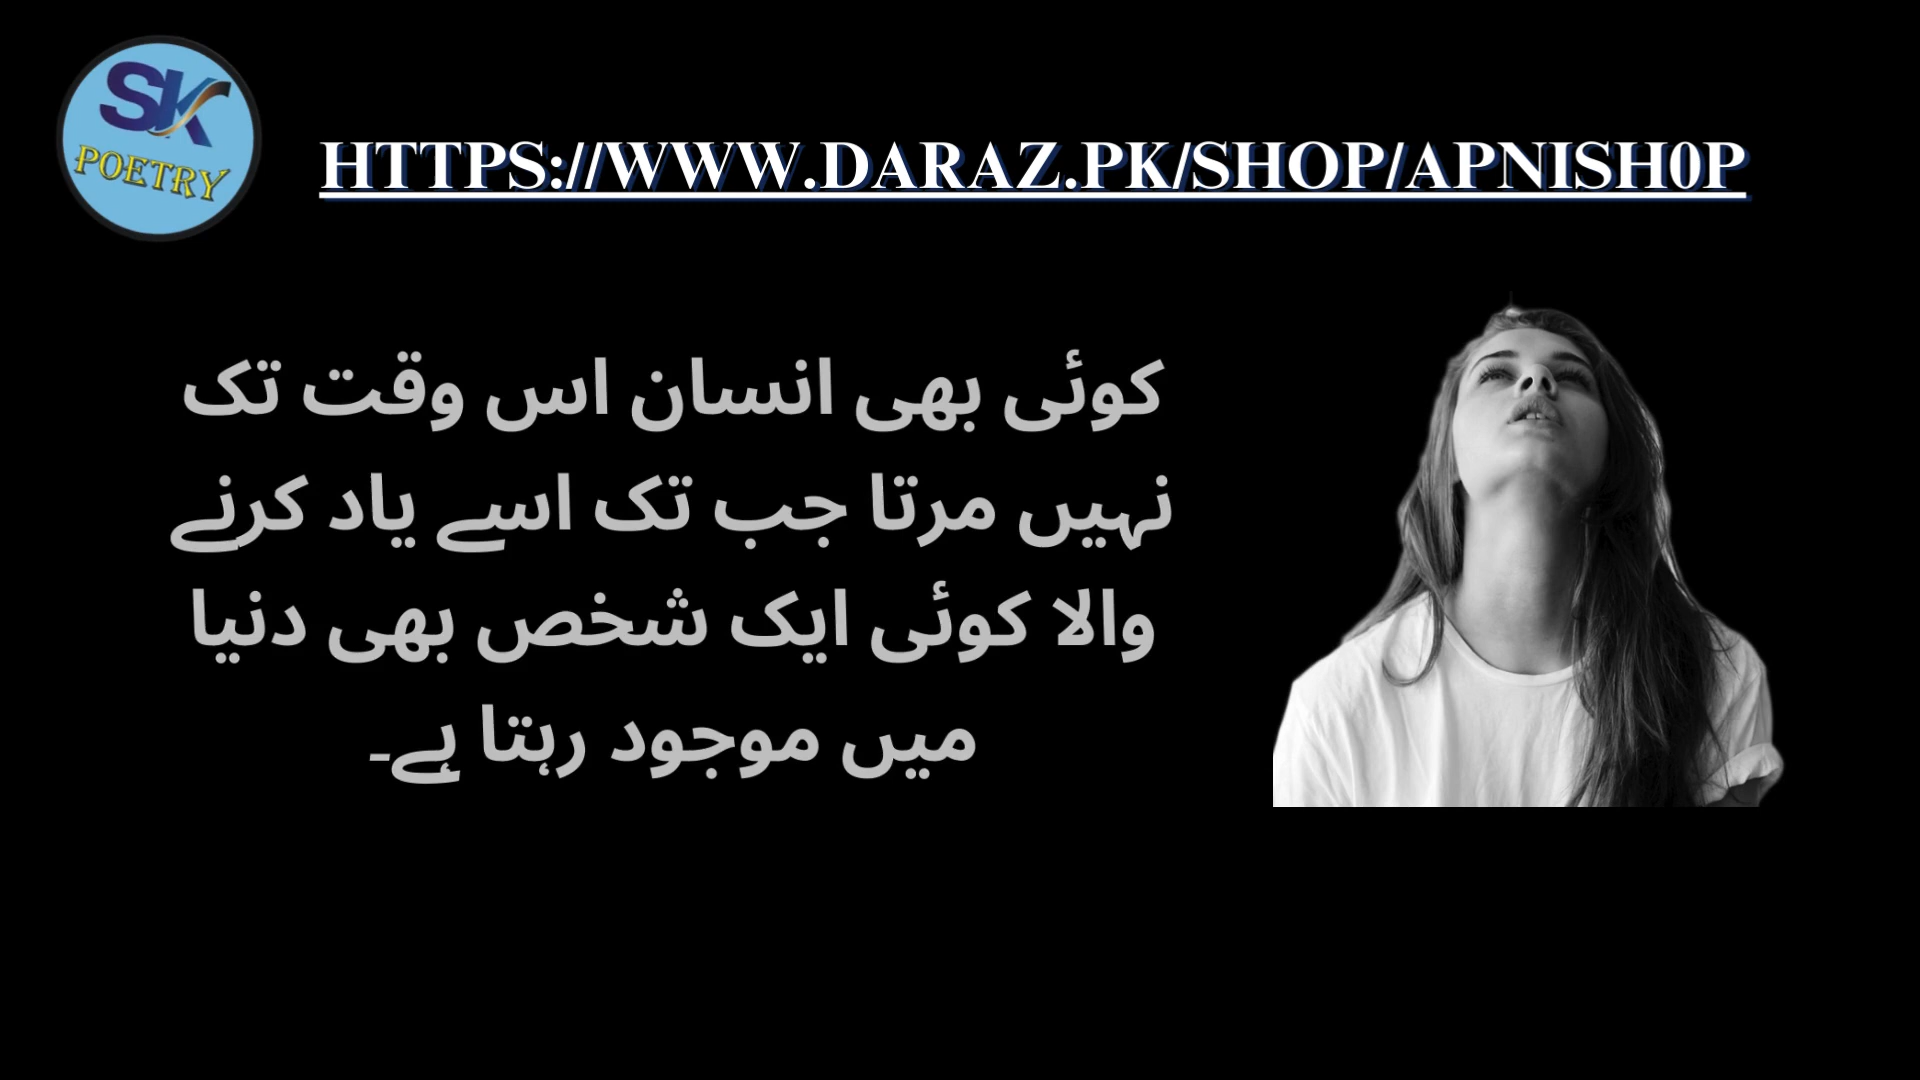 SK
POETRY
HTTPS://WWW.DARAZ.PK/SHOP/APNISH0P
کوئی بھی انسان اس وقت تک
نہیں مرتا جب تک اسے یاد کرنے
والا کوئی ایک شخص بھی دنیا
میں موجود رہتا ہے۔